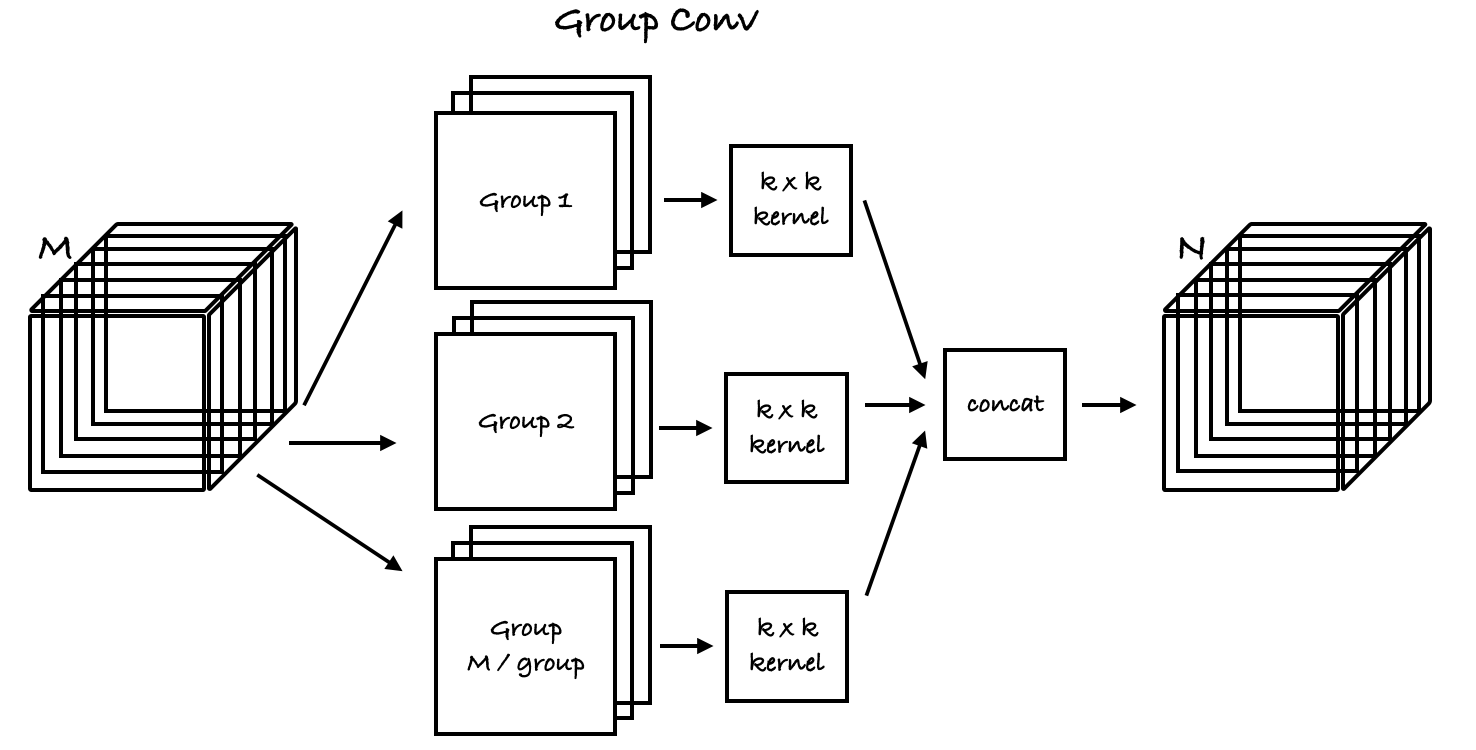 Group Conv
M
Group 1
k x k
kernel
Group 2
k x k
kernel
Group
M / group
k x k
kernel
concat
N